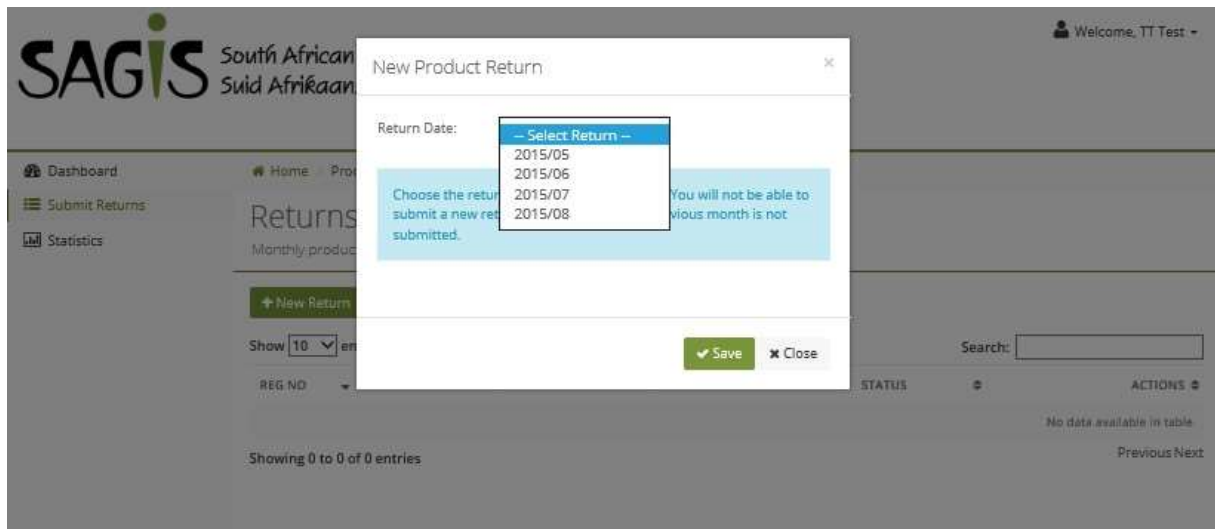 SAGIS
South African
Suid Afrikaan
Welcome, TT Test
New Product Return
×
Return Date:
-- Select Return --
2015/05
2015/06
2015/07
2015/08
Choose the retur You will not be able to
submit a new ret vious month is not
submitted.
Save Close
Dashboard
Submit Returns
Statistics
Home / Prod
Returns
Monthly produc
New Return
Show 10 en
Search:
REG NO STATUS ACTIONS
No data available in table
Showing 0 to 0 of 0 entries
Previous Next